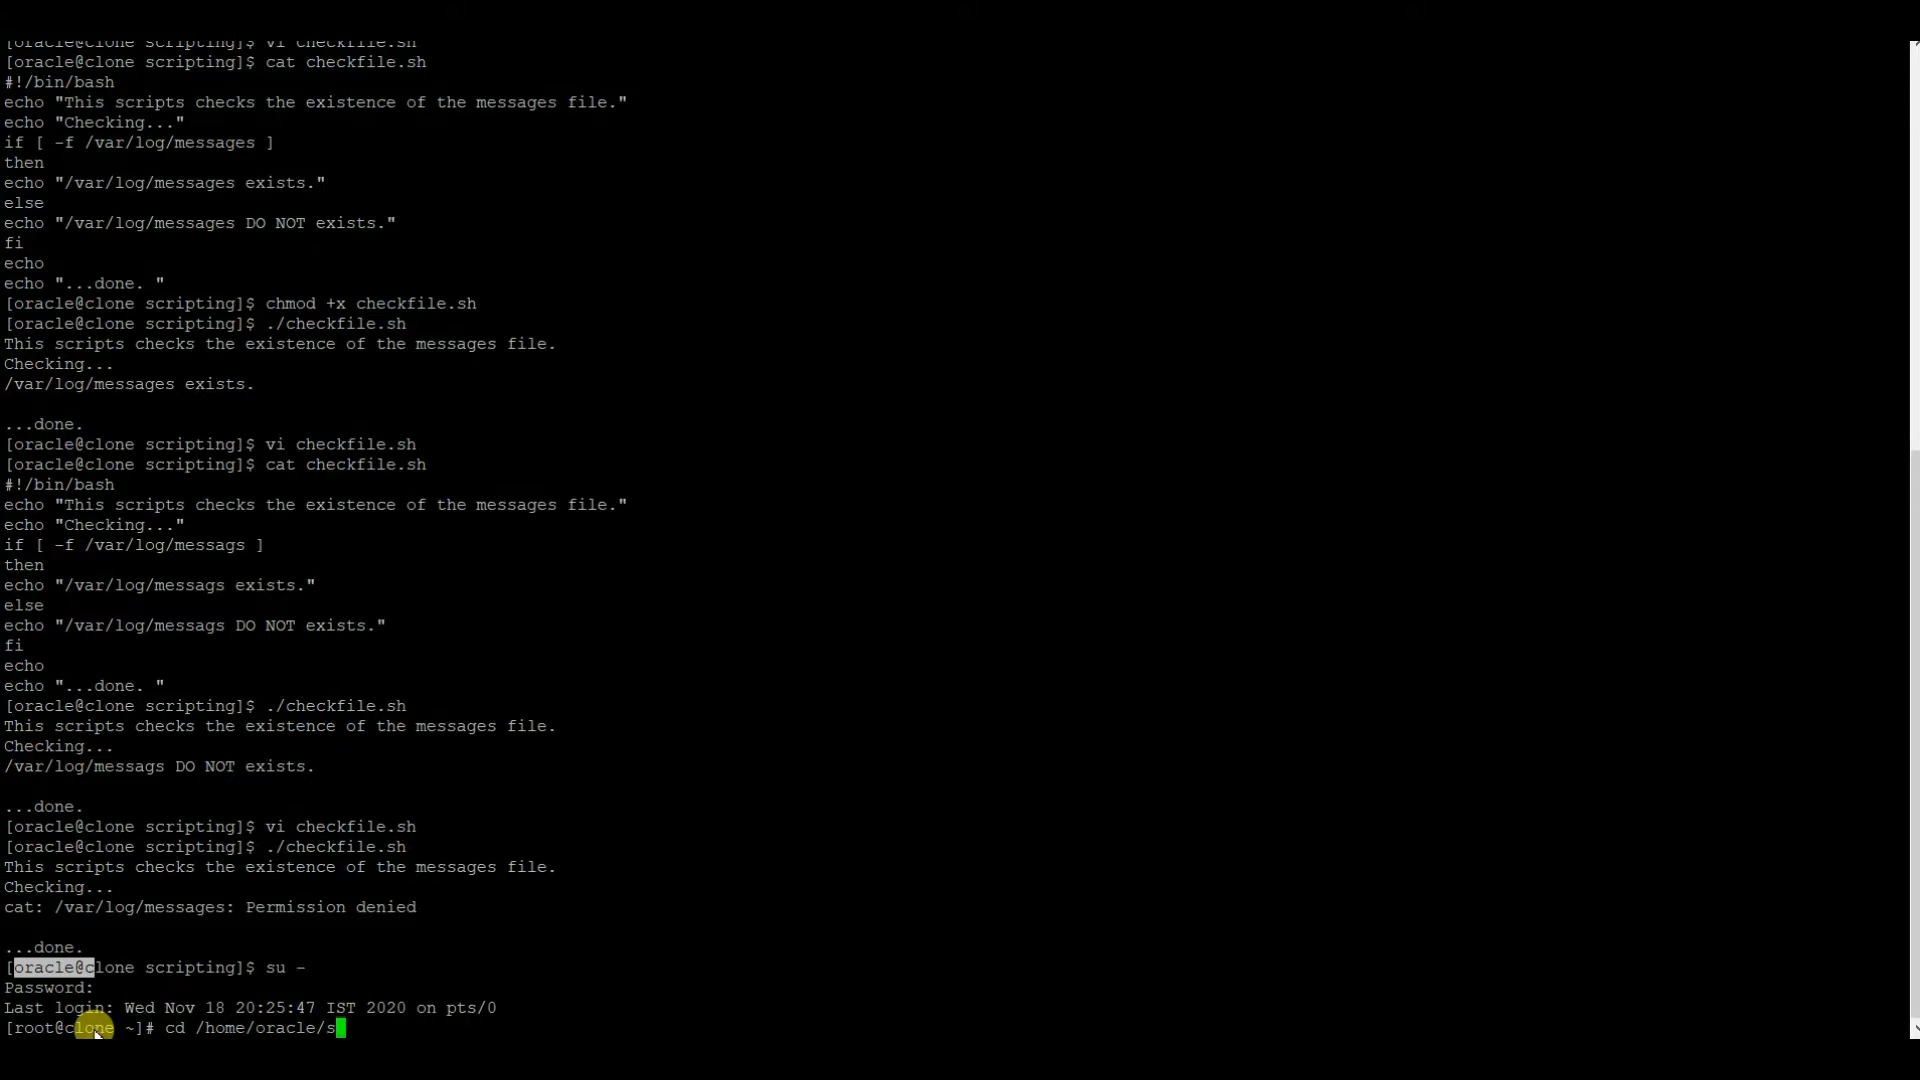 [oracle@clone scripting]$ vi checkfile.sh
[oracle@clone scripting]$ cat checkfile.sh
#!/bin/bash
echo "This scripts checks the existence of the messages file."
echo "Checking..."
if [ -f /var/log/messages ]
then
echo "/var/log/messages exists."
else
echo "/var/log/messages DO NOT exists."
fi
echo
echo "...done. "
[oracle@clone scripting]$ chmod +x checkfile.sh
[oracle@clone scripting]$ ./checkfile.sh
This scripts checks the existence of the messages file.
Checking...
/var/log/messages exists.

...done.
[oracle@clone scripting]$ vi checkfile.sh
[oracle@clone scripting]$ cat checkfile.sh
#!/bin/bash
echo "This scripts checks the existence of the messages file."
echo "Checking..."
if [ -f /var/log/messags ]
then
echo "/var/log/messags exists."
else
echo "/var/log/messags DO NOT exists."
fi
echo
echo "...done. "
[oracle@clone scripting]$ ./checkfile.sh
This scripts checks the existence of the messages file.
Checking...
/var/log/messags DO NOT exists.

...done.
[oracle@clone scripting]$ vi checkfile.sh
[oracle@clone scripting]$ ./checkfile.sh
This scripts checks the existence of the messages file.
Checking...
cat: /var/log/messages: Permission denied

...done.
[oracle@clone scripting]$ su -
Password:
Last login: Wed Nov 18 20:25:47 IST 2020 on pts/0
[root@clone ~]# cd /home/oracle/s